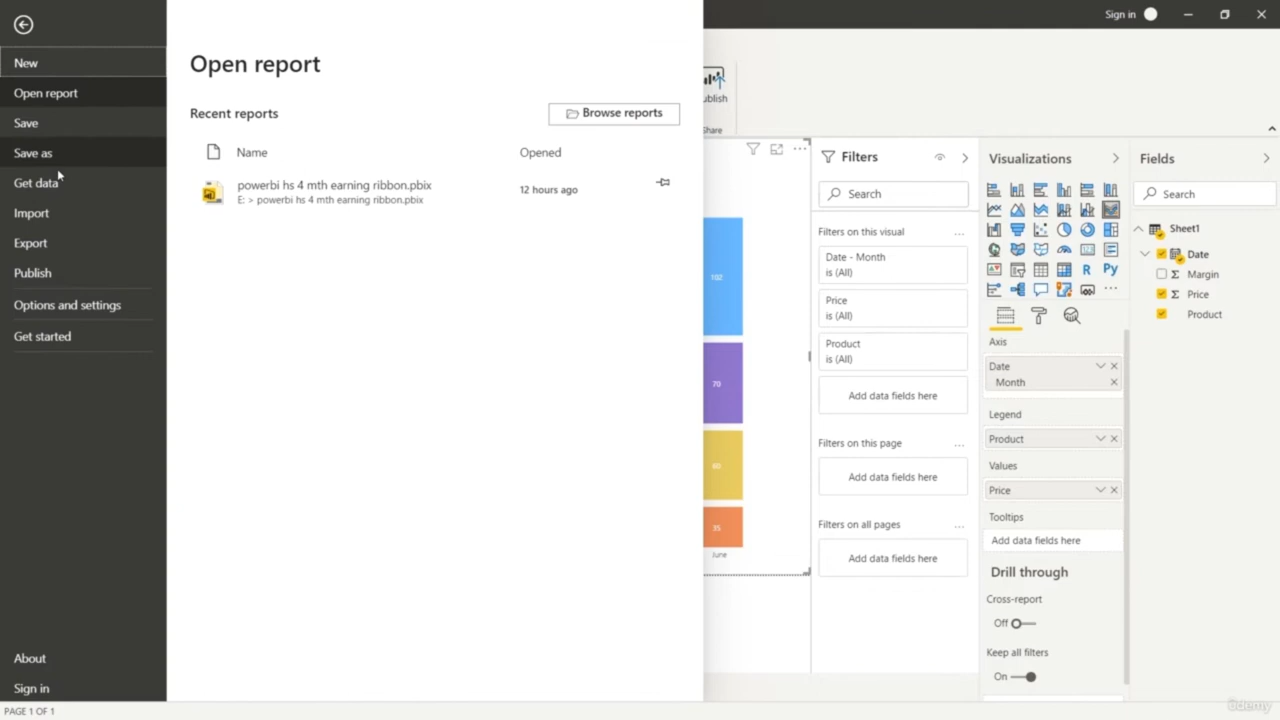 Sign in
New
Open report
Save
Save as
Get data
Import
Export
Publish
Options and settings
Get started
About
Sign in
PAGE 1 OF 1
Open report
Recent reports
Browse reports
Name
Opened
powerbi hs 4 mth earning ribbon.pbix
E: > powerbi hs 4 mth earning ribbon.pbix
12 hours ago
ublish
Share
102
70
60
35
June
Filters
Search
Filters on this visual
...
Date - Month
is (All)
Price
is (All)
Product
is (All)
Add data fields here
Filters on this page
...
Add data fields here
Filters on all pages
...
Add data fields here
Visualizations
R
Py
...
Axis
Date
Month
Legend
Product
Values
Price
Tooltips
Add data fields here
Drill through
Cross-report
Off
Keep all filters
On
Fields
Search
Sheet1
Date
Σ Margin
Σ Price
Product
ûdemy